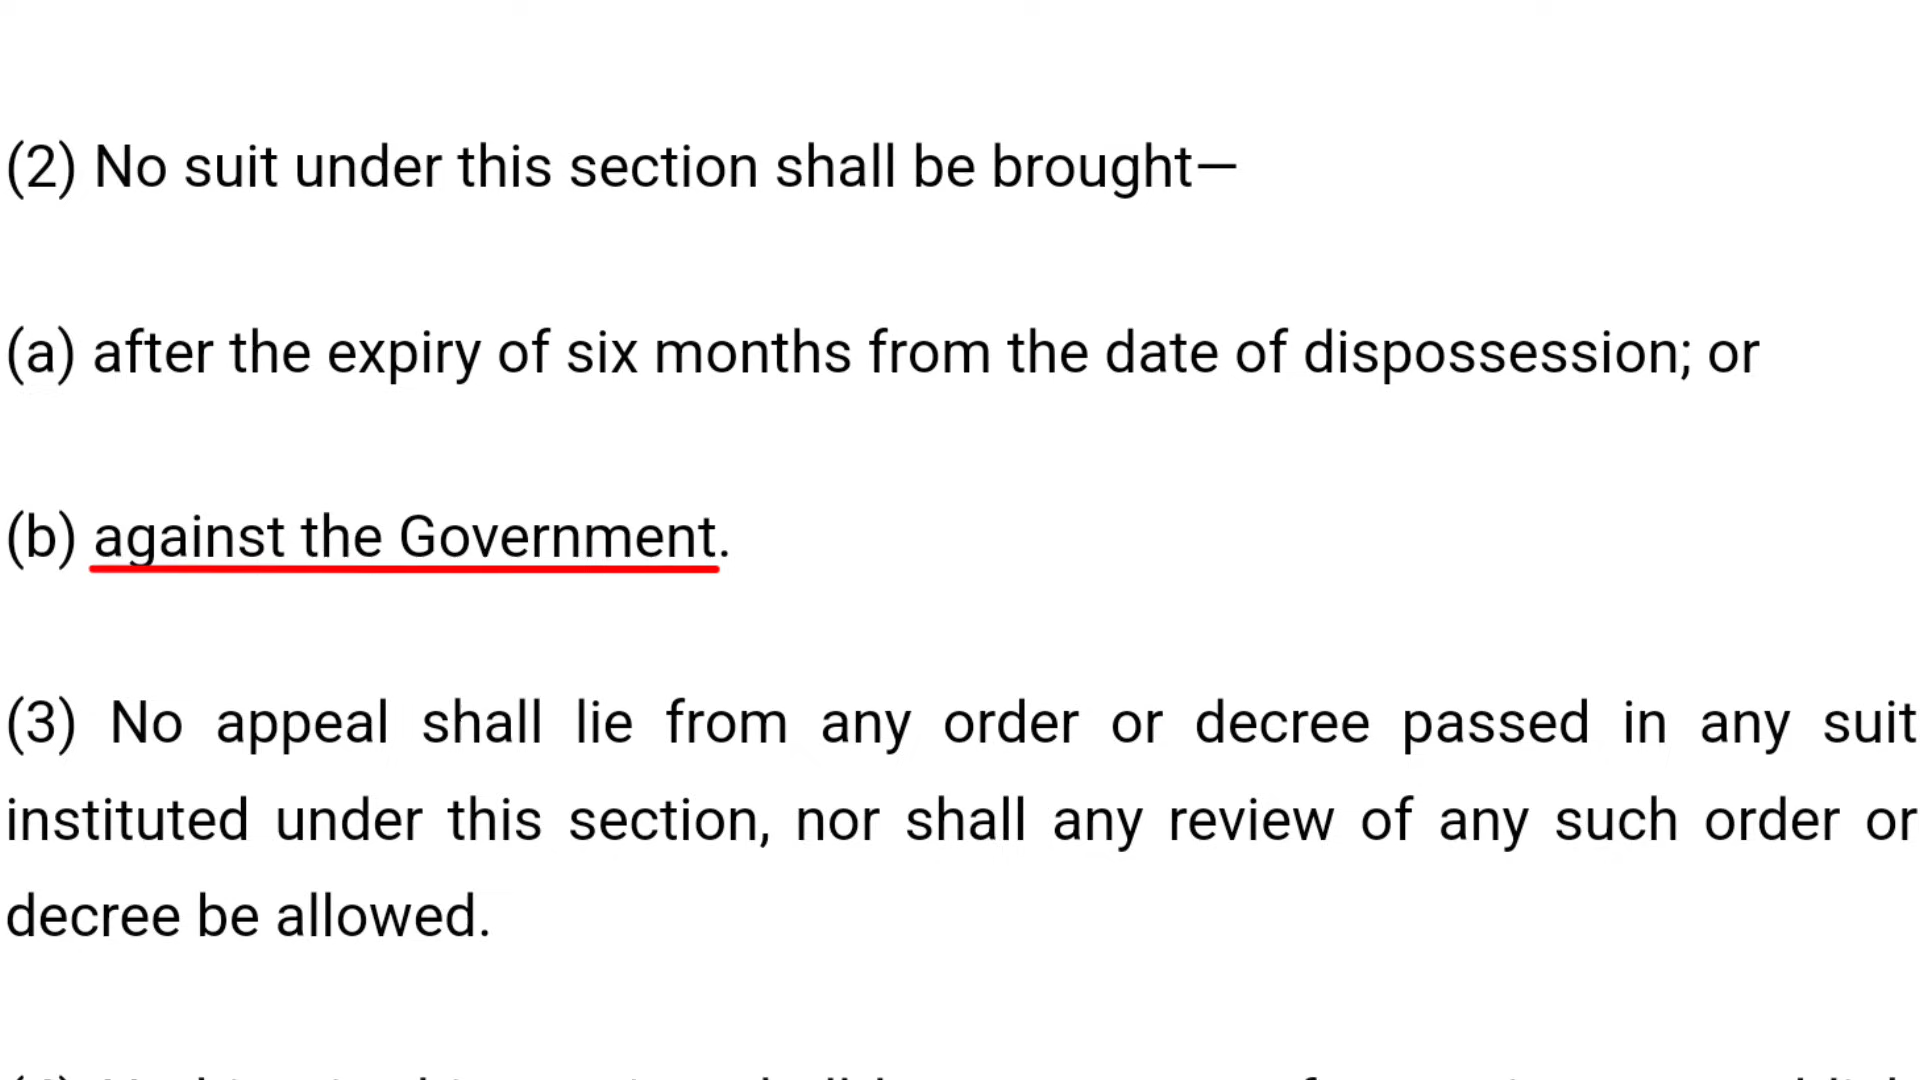 (2) No suit under this section shall be brought—
(a) after the expiry of six months from the date of dispossession; or
(b) against the Government.
(3) No appeal shall lie from any order or decree passed in any suit
instituted under this section, nor shall any review of any such order or
decree be allowed.